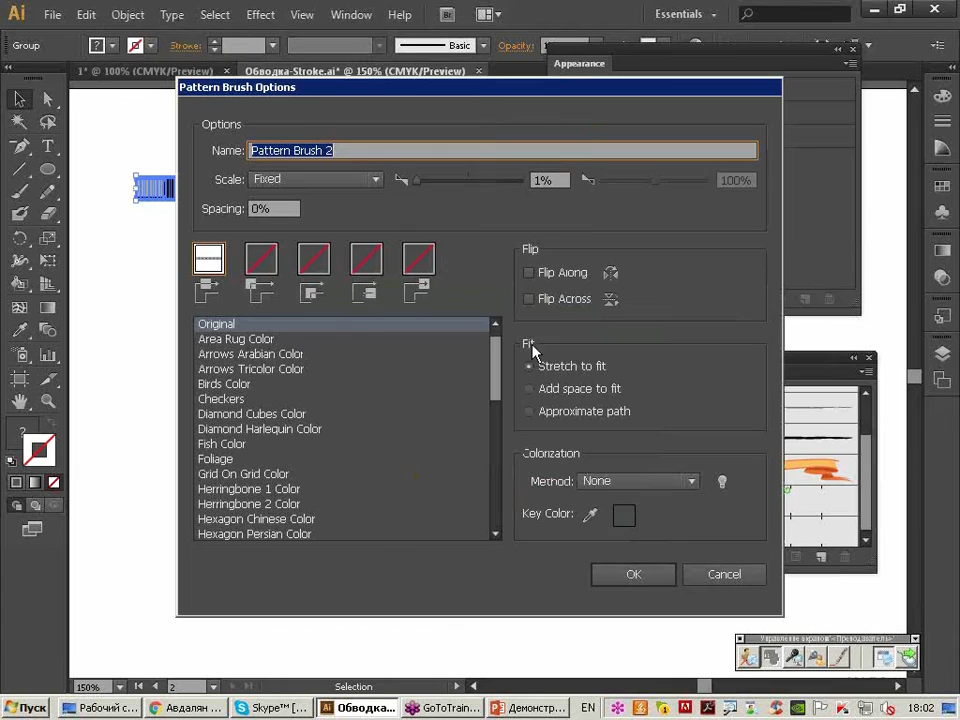 Ai File Edit Object Type Select Effect View Window Help Br Essentials
Group Stroke: Basic Opacity:
1* @ 100% (CMYK/Preview) × Обводка-Stroke.ai* @ 150% (CMYK/Preview) ×
Appearance
Pattern Brush Options
Options
Name: Pattern Brush 2
Scale: Fixed 1% 100%
Spacing: 0%
Flip
Flip Along
Flip Across
Original
Area Rug Color
Arrows Arabian Color
Arrows Tricolor Color
Birds Color
Checkers
Diamond Cubes Color
Diamond Harlequin Color
Fish Color
Foliage
Grid On Grid Color
Herringbone 1 Color
Herringbone 2 Color
Hexagon Chinese Color
Hexagon Persian Color
Fit
Stretch to fit
Add space to fit
Approximate path
Colorization
Method: None
Key Color:
OK Cancel
?
Управление экраном"<Преподаватель>"
150% 2 Selection
Пуск Рабочий с... Авдалян ... Skype™ [... Обводка... GoToTrain... Демонстр... EN 18:02